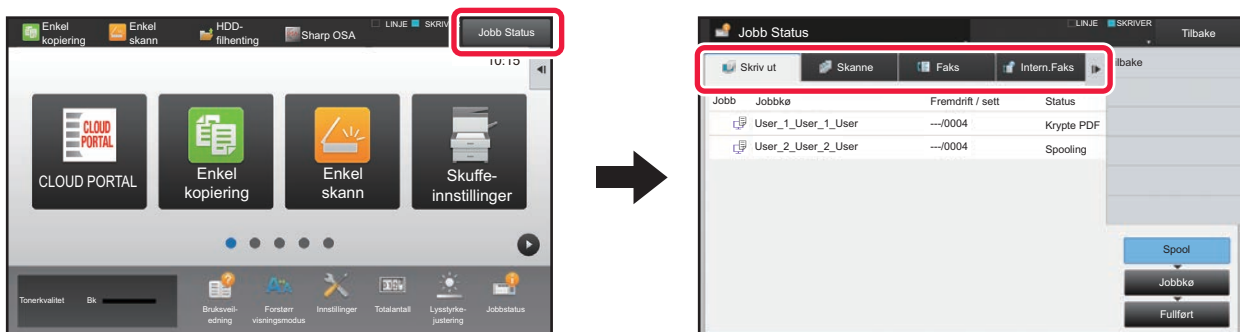 Enkel
kopiering
Enkel
skann
HDD-
filhenting
Sharp OSA
LINJE
Jobb Status
10:15
CLOUD
PORTAL
CLOUD PORTAL
Enkel
kopiering
Enkel
skann
Skuffe-
innstillinger
Tonerkvalitet
Bk
Bruksveil-
edning
Forstørr
visningsmodus
Innstillinger
Totalantall
Lysstyrke-
justering
Jobbstatus
Jobb Status
LINJE
SKRIVER
Tilbake
Skriv ut
Skanne
Faks
Intern.Faks
Jobb
Jobbkø
Fremdrift / sett
Status
User_1_User_1_User
---/0004
Krypte PDF
User_2_User_2_User
---/0004
Spooling
Spool
Jobbkø
Fullført